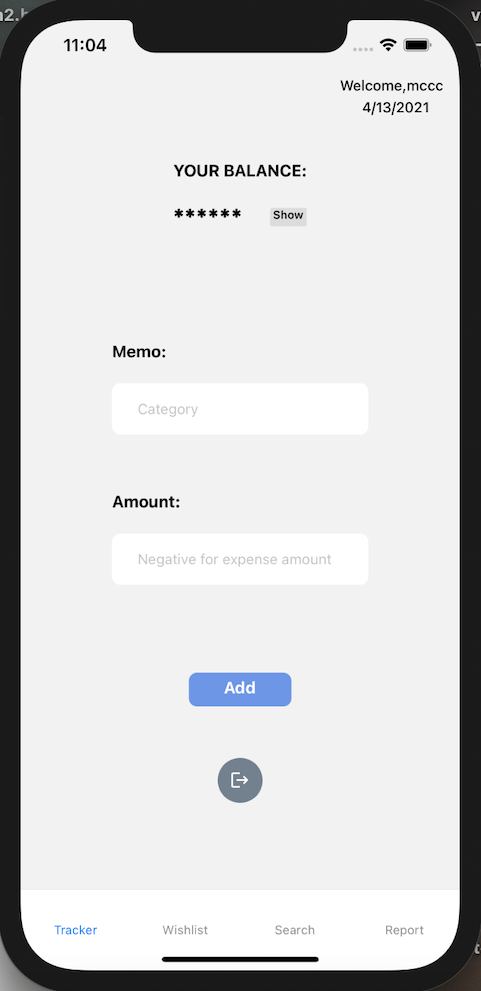 11:04
Welcome,mccc
4/13/2021
YOUR BALANCE:
****** Show
Memo:
Category
Amount:
Negative for expense amount
Add
Tracker Wishlist Search Report